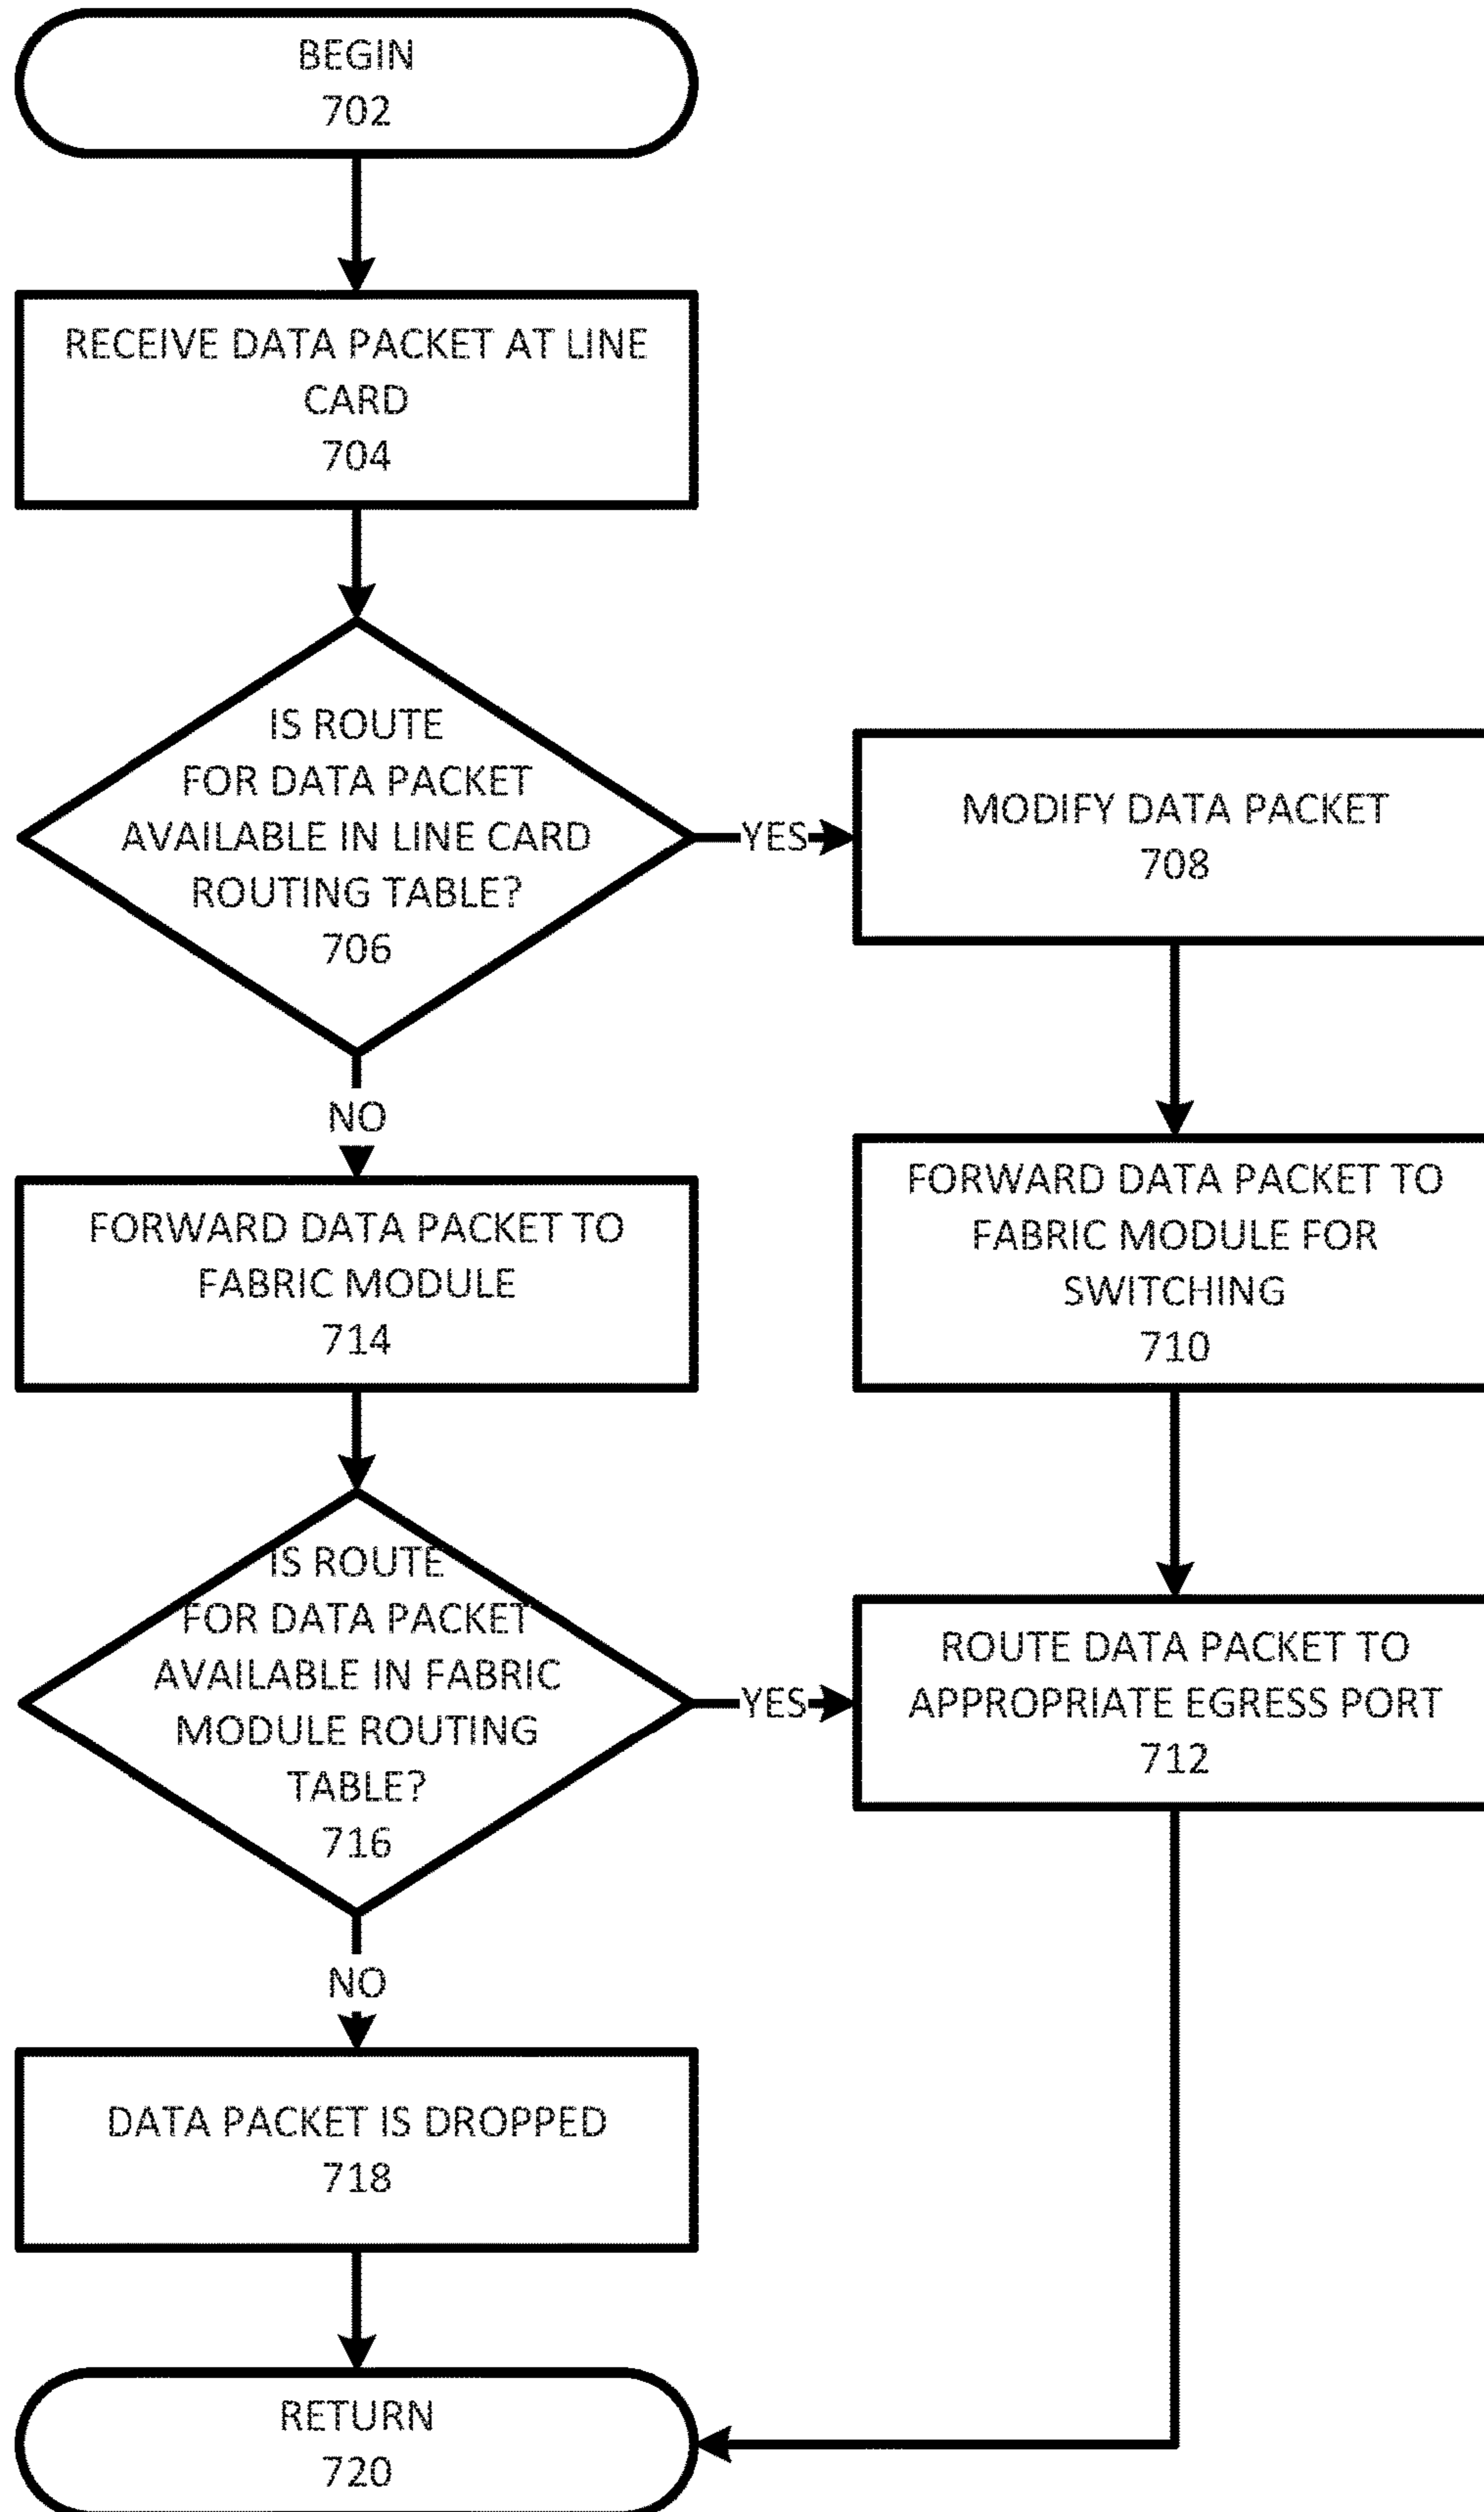 BEGIN
702
RECEIVE DATA PACKET AT LINE
CARD
704
IS ROUTE
FOR DATA PACKET
AVAILABLE IN LINE CARD
ROUTING TABLE?
706
YES
MODIFY DATA PACKET
708
NO
FORWARD DATA PACKET TO
FABRIC MODULE
714
FORWARD DATA PACKET TO
FABRIC MODULE FOR
SWITCHING
710
IS ROUTE
FOR DATA PACKET
AVAILABLE IN FABRIC
MODULE ROUTING
TABLE?
716
YES
ROUTE DATA PACKET TO
APPROPRIATE EGRESS PORT
712
NO
DATA PACKET IS DROPPED
718
RETURN
720